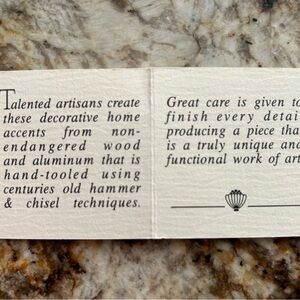 Talented artisans create
these decorative home
accents from non-
endangered wood
and aluminum that is
hand-tooled using
centuries old hammer
& chisel techniques.
Great care is given to
finish every detai
producing a piece tha
is a truly unique and
functional work of art